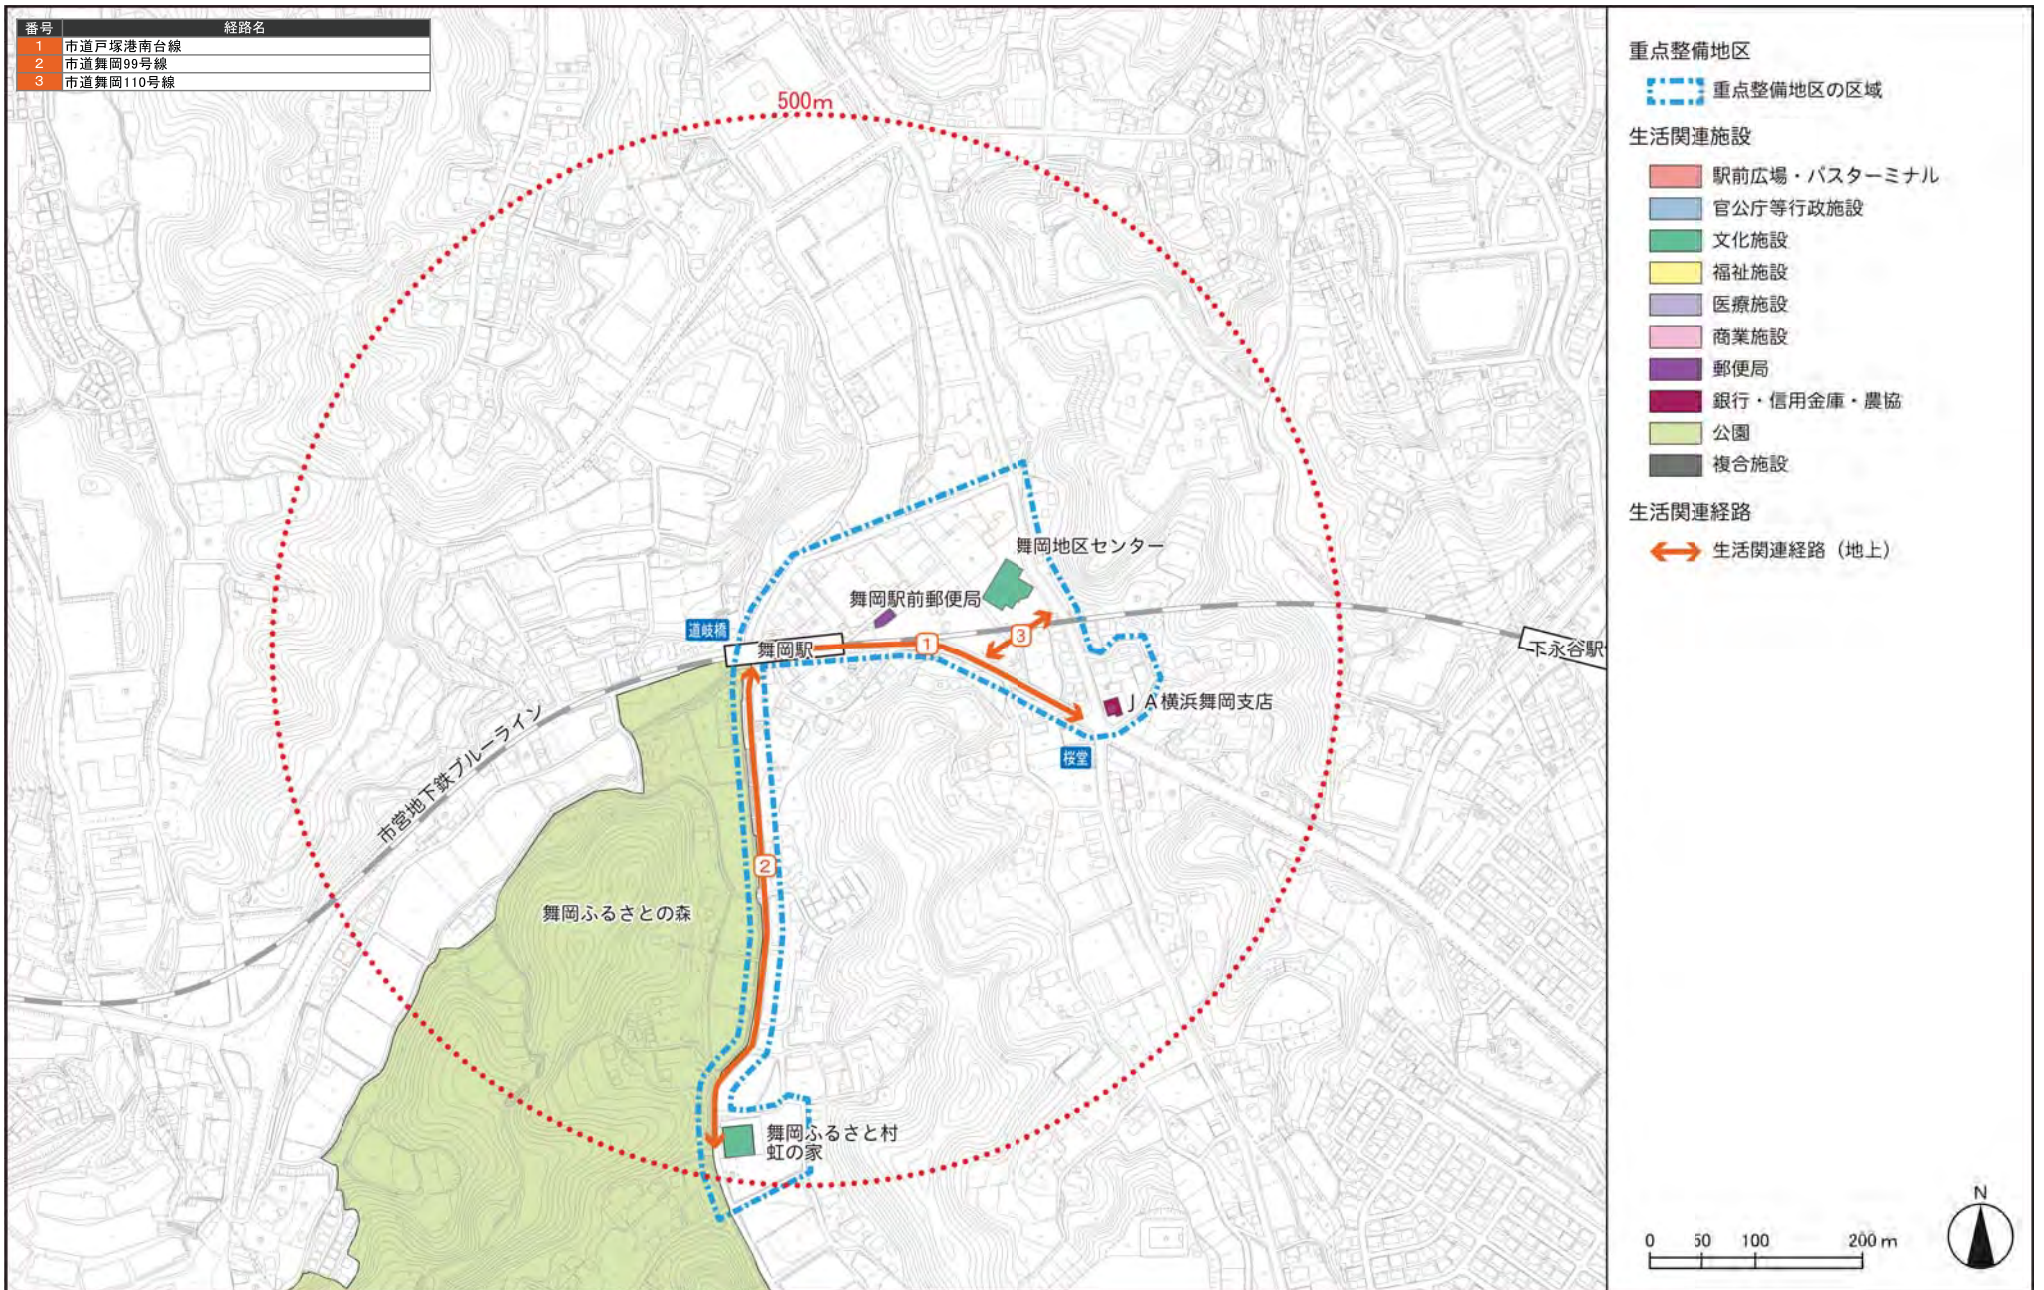 番号 経路名
1 市道戸塚港南台線
2 市道舞岡99号線
3 市道舞岡110号線
500m
舞岡地区センター
舞岡駅前郵便局
道岐橋
舞岡駅
1
3
下永谷駅
JA横浜舞岡支店
桜堂
市営地下鉄ブルーライン
2
舞岡ふるさとの森
舞岡ふるさと村
虹の家
重点整備地区
重点整備地区の区域
生活関連施設
駅前広場・バスターミナル
官公庁等行政施設
文化施設
福祉施設
医療施設
商業施設
郵便局
銀行・信用金庫・農協
公園
複合施設
生活関連経路
生活関連経路（地上）
N
0 50 100 200 m